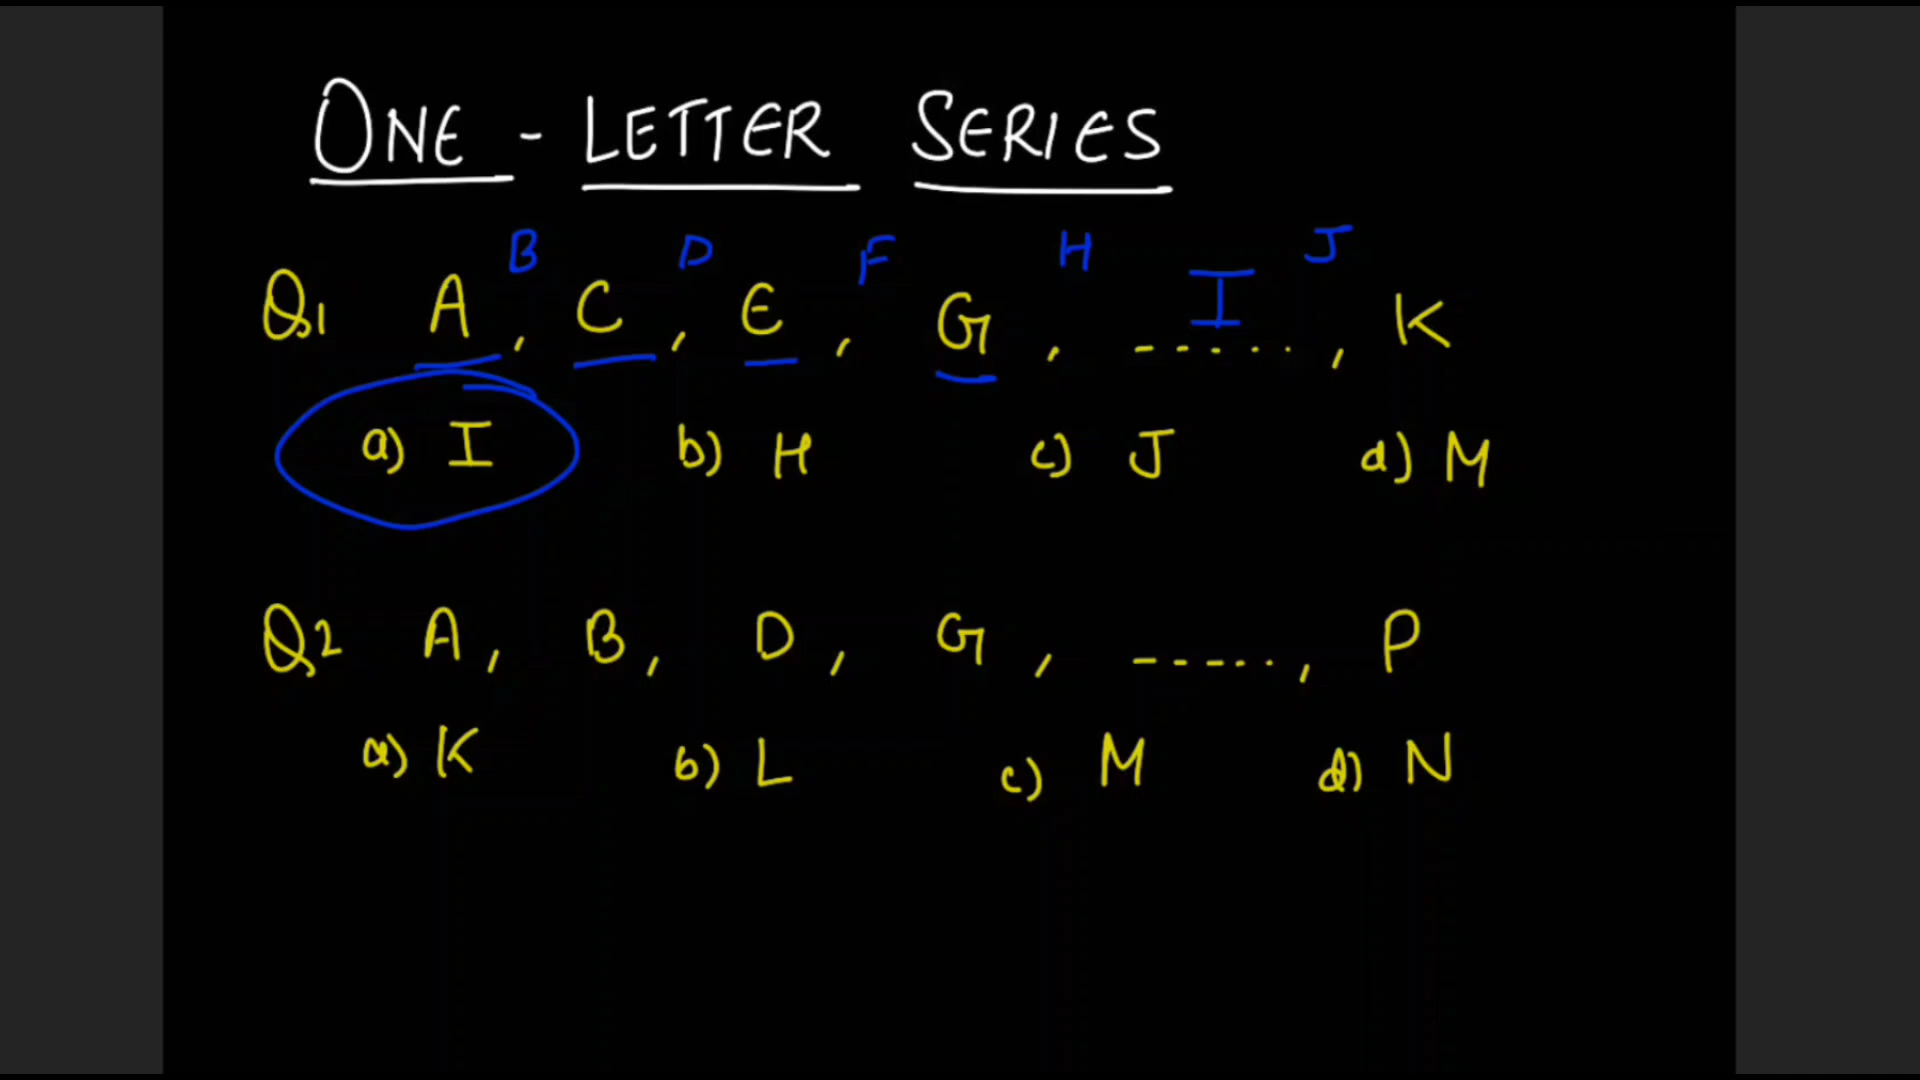 ONE - LETTER SERIES
B D F H J
Q1 A, C, E, G, I ....., K
a) I b) H c) J d) M
Q2 A, B, D, G, ....., P
a) K b) L c) M d) N